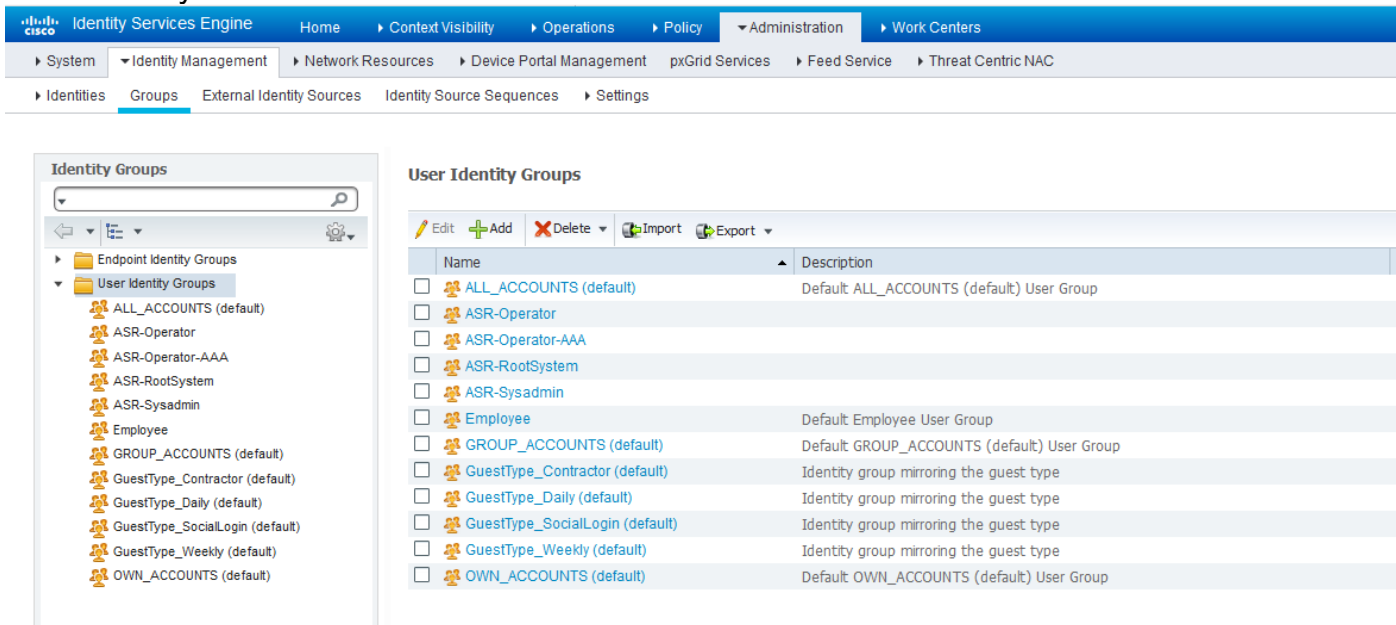 cisco Identity Services Engine Home Context Visibility Operations Policy Administration Work Centers
System Identity Management Network Resources Device Portal Management pxGrid Services Feed Service Threat Centric NAC
Identities Groups External Identity Sources Identity Source Sequences Settings
Identity Groups
Endpoint Identity Groups
User Identity Groups
ALL_ACCOUNTS (default)
ASR-Operator
ASR-Operator-AAA
ASR-RootSystem
ASR-Sysadmin
Employee
GROUP_ACCOUNTS (default)
GuestType_Contractor (default)
GuestType_Daily (default)
GuestType_SocialLogin (default)
GuestType_Weekly (default)
OWN_ACCOUNTS (default)
User Identity Groups
Edit Add Delete Import Export
Name Description
ALL_ACCOUNTS (default) Default ALL_ACCOUNTS (default) User Group
ASR-Operator
ASR-Operator-AAA
ASR-RootSystem
ASR-Sysadmin
Employee Default Employee User Group
GROUP_ACCOUNTS (default) Default GROUP_ACCOUNTS (default) User Group
GuestType_Contractor (default) Identity group mirroring the guest type
GuestType_Daily (default) Identity group mirroring the guest type
GuestType_SocialLogin (default) Identity group mirroring the guest type
GuestType_Weekly (default) Identity group mirroring the guest type
OWN_ACCOUNTS (default) Default OWN_ACCOUNTS (default) User Group